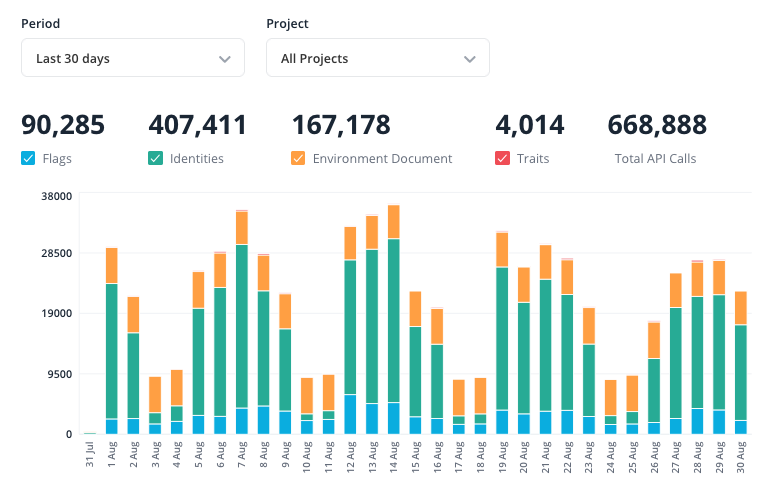 Period Project
Last 30 days All Projects
90,285 407,411 167,178 4,014 668,888
Flags Identities Environment Document Traits Total API Calls
38000
28500
19000
9500
0
31 Jul 1 Aug 2 Aug 3 Aug 4 Aug 5 Aug 6 Aug 7 Aug 8 Aug 9 Aug 10 Aug 11 Aug 12 Aug 13 Aug 14 Aug 15 Aug 16 Aug 17 Aug 18 Aug 19 Aug 20 Aug 21 Aug 22 Aug 23 Aug 24 Aug 25 Aug 26 Aug 27 Aug 28 Aug 29 Aug 30 Aug